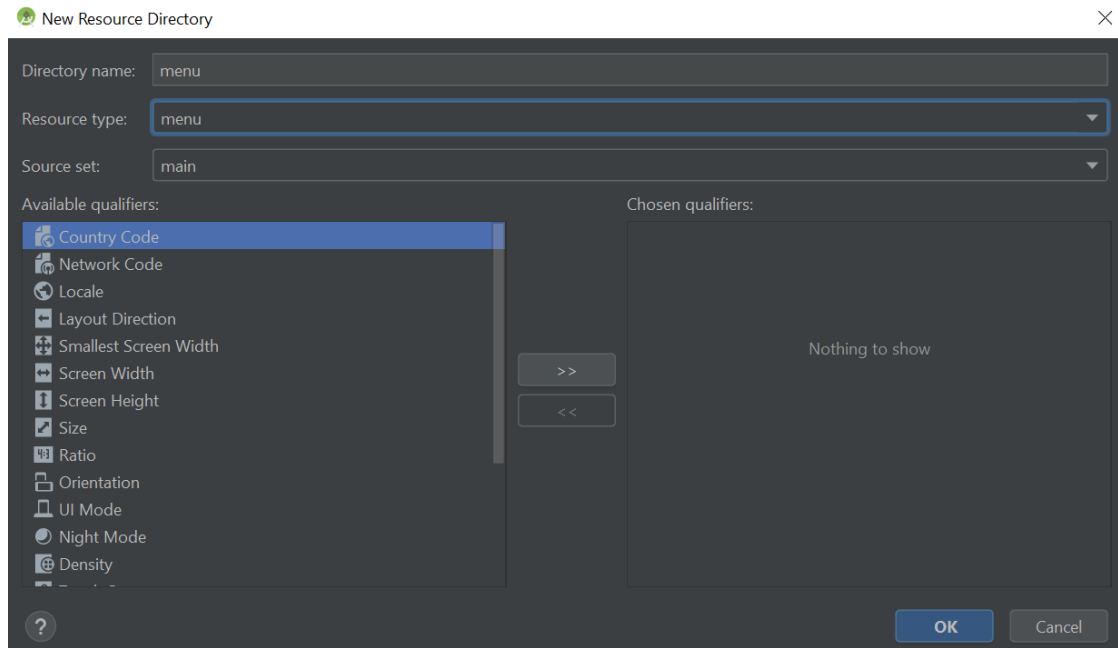 New Resource Directory
Directory name: menu
Resource type: menu
Source set: main
Available qualifiers:
Chosen qualifiers:
Country Code
Network Code
Locale
Layout Direction
Smallest Screen Width
Screen Width
Screen Height
Size
Ratio
Orientation
UI Mode
Night Mode
Density
>>
<<
Nothing to show
?
OK
Cancel